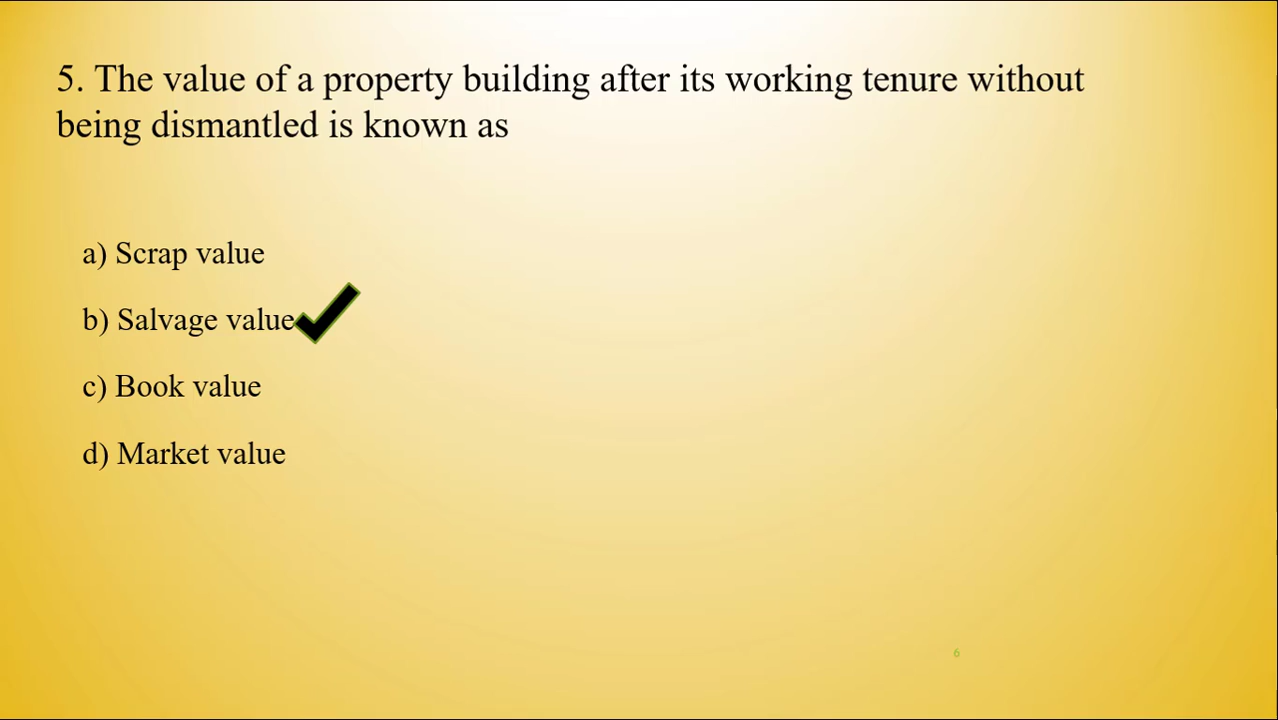 5. The value of a property building after its working tenure without
being dismantled is known as
a) Scrap value
b) Salvage value
c) Book value
d) Market value
6